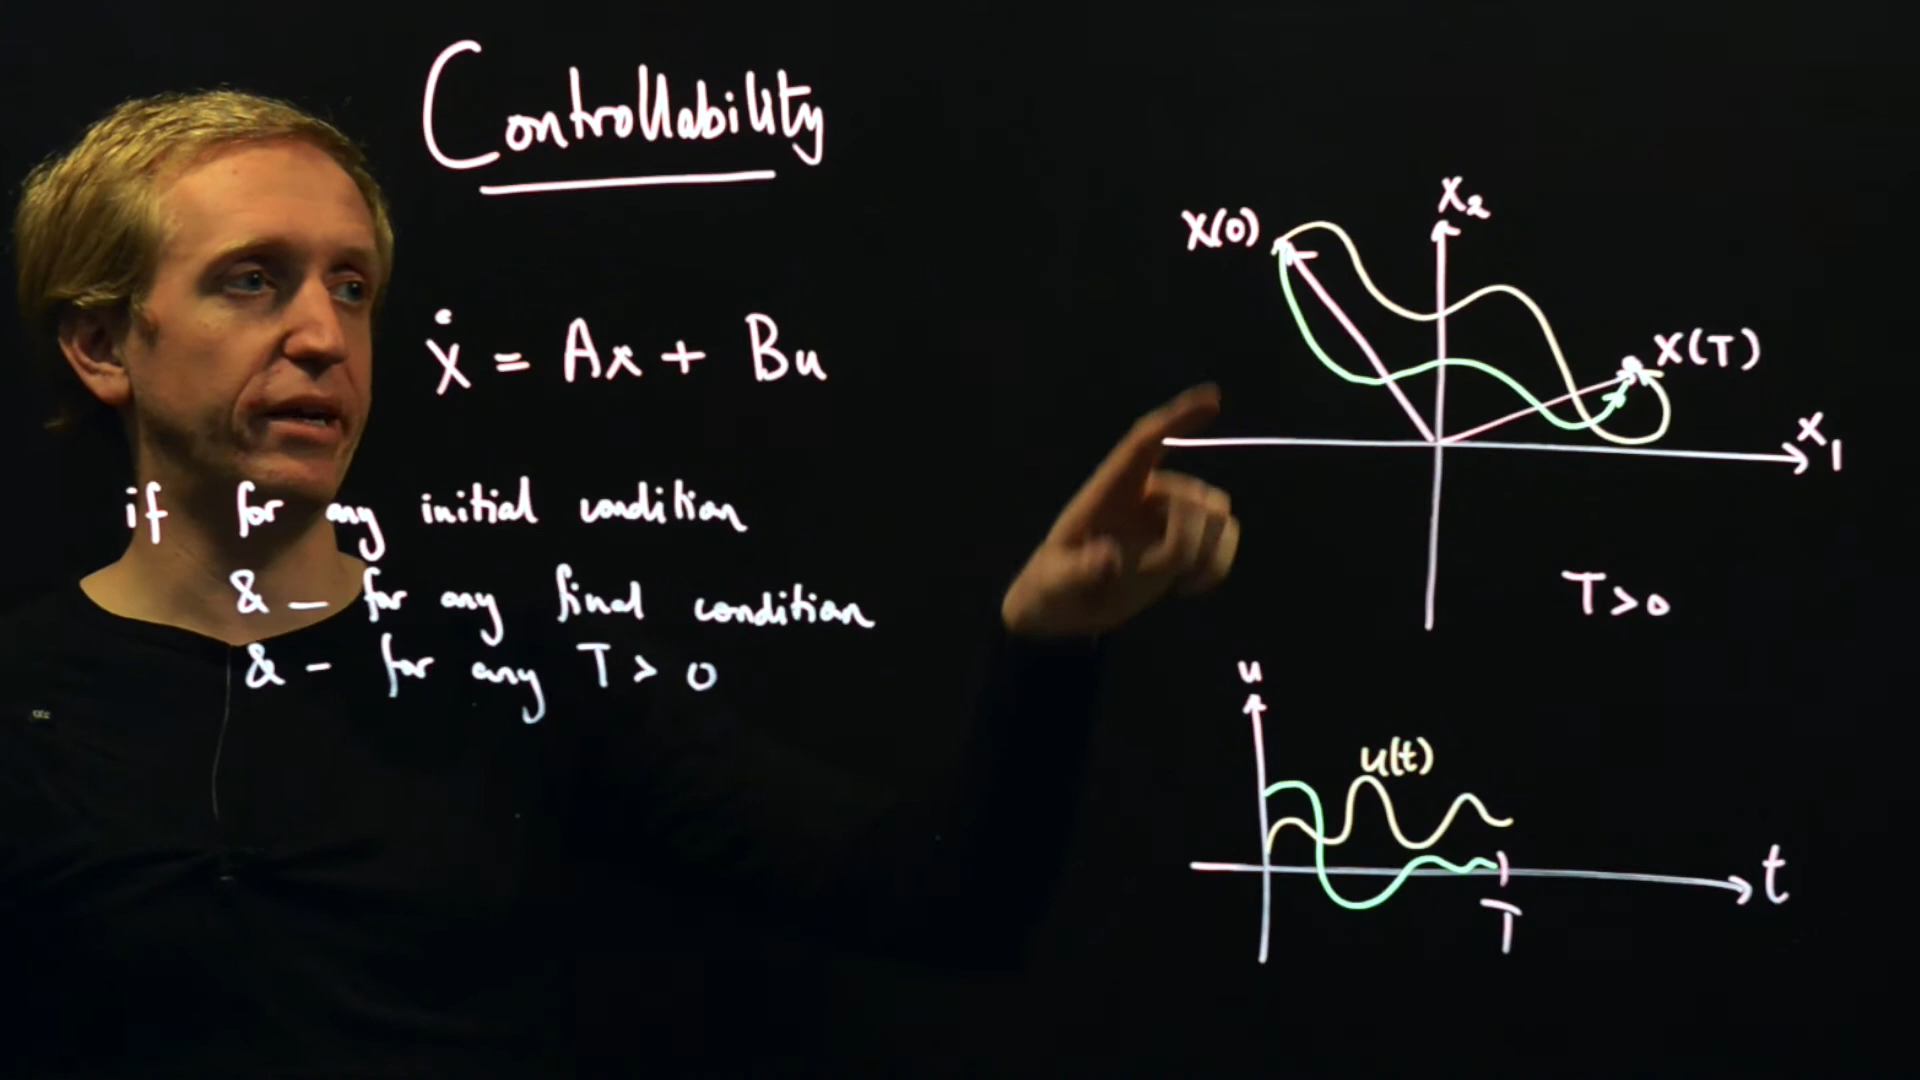 Controllability
ẋ = Ax + Bu
if for any initial condition
& – for any final condition
& – for any T > 0
x₂
x(0)
x(T)
x₁
T > 0
u
u(t)
t
T